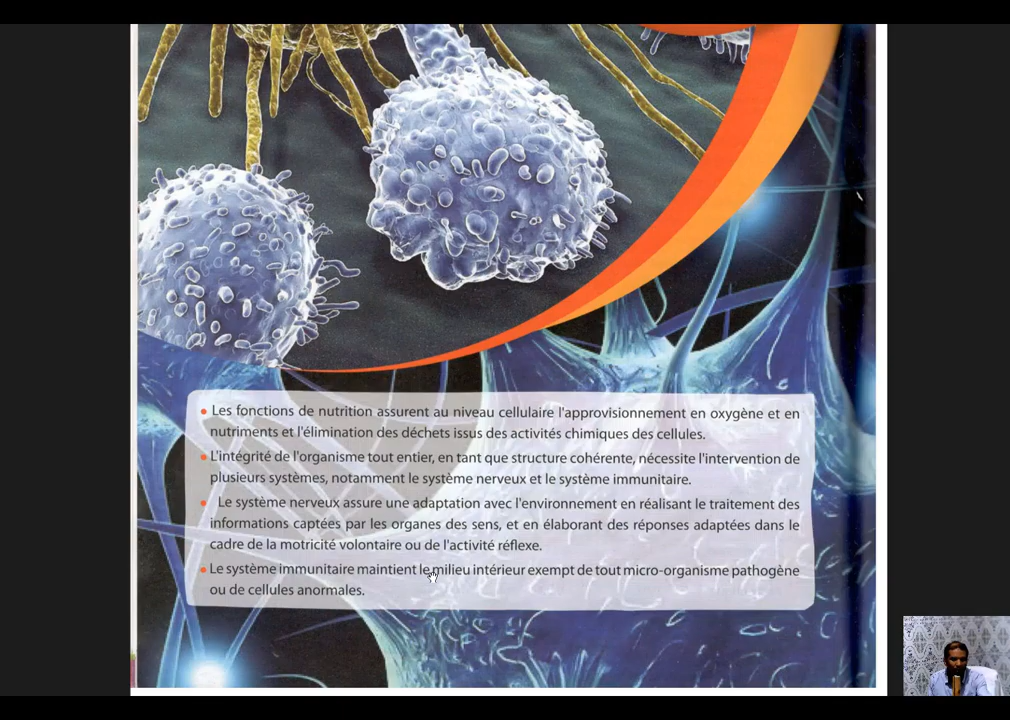 • Les fonctions de nutrition assurent au niveau cellulaire l'approvisionnement en oxygène et en
nutriments et l'élimination des déchets issus des activités chimiques des cellules.
• L'intégrité de l'organisme tout entier, en tant que structure cohérente, nécessite l'intervention de
plusieurs systèmes, notamment le système nerveux et le système immunitaire.
• Le système nerveux assure une adaptation avec l'environnement en réalisant le traitement des
informations captées par les organes des sens, et en élaborant des réponses adaptées dans le
cadre de la motricité volontaire ou de l'activité réflexe.
• Le système immunitaire maintient le milieu intérieur exempt de tout micro-organisme pathogène
ou de cellules anormales.